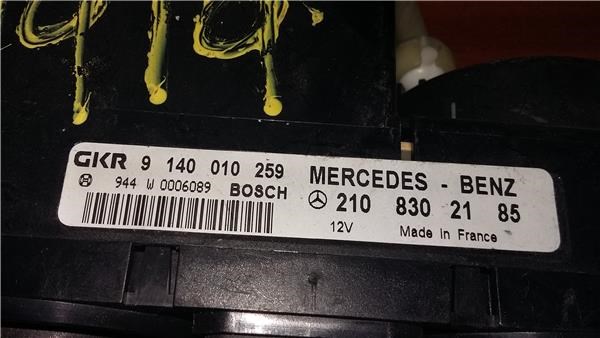 GKR 9 140 010 259 MERCEDES - BENZ
944 W 0006089 BOSCH 210 830 21 85
12V Made in France